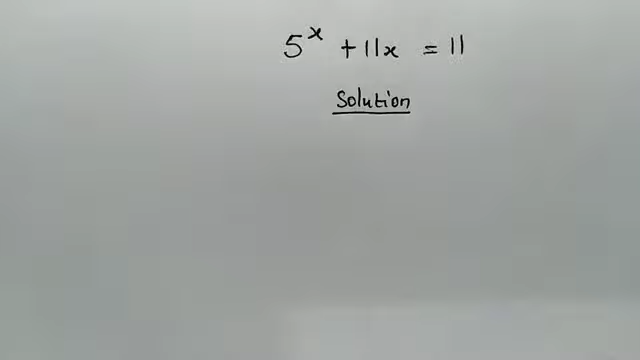 5^x + 11x = 11
Solution